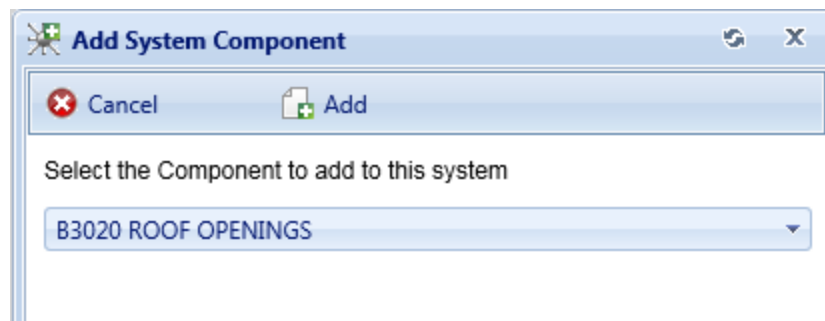 Add System Component
Cancel Add
Select the Component to add to this system
B3020 ROOF OPENINGS